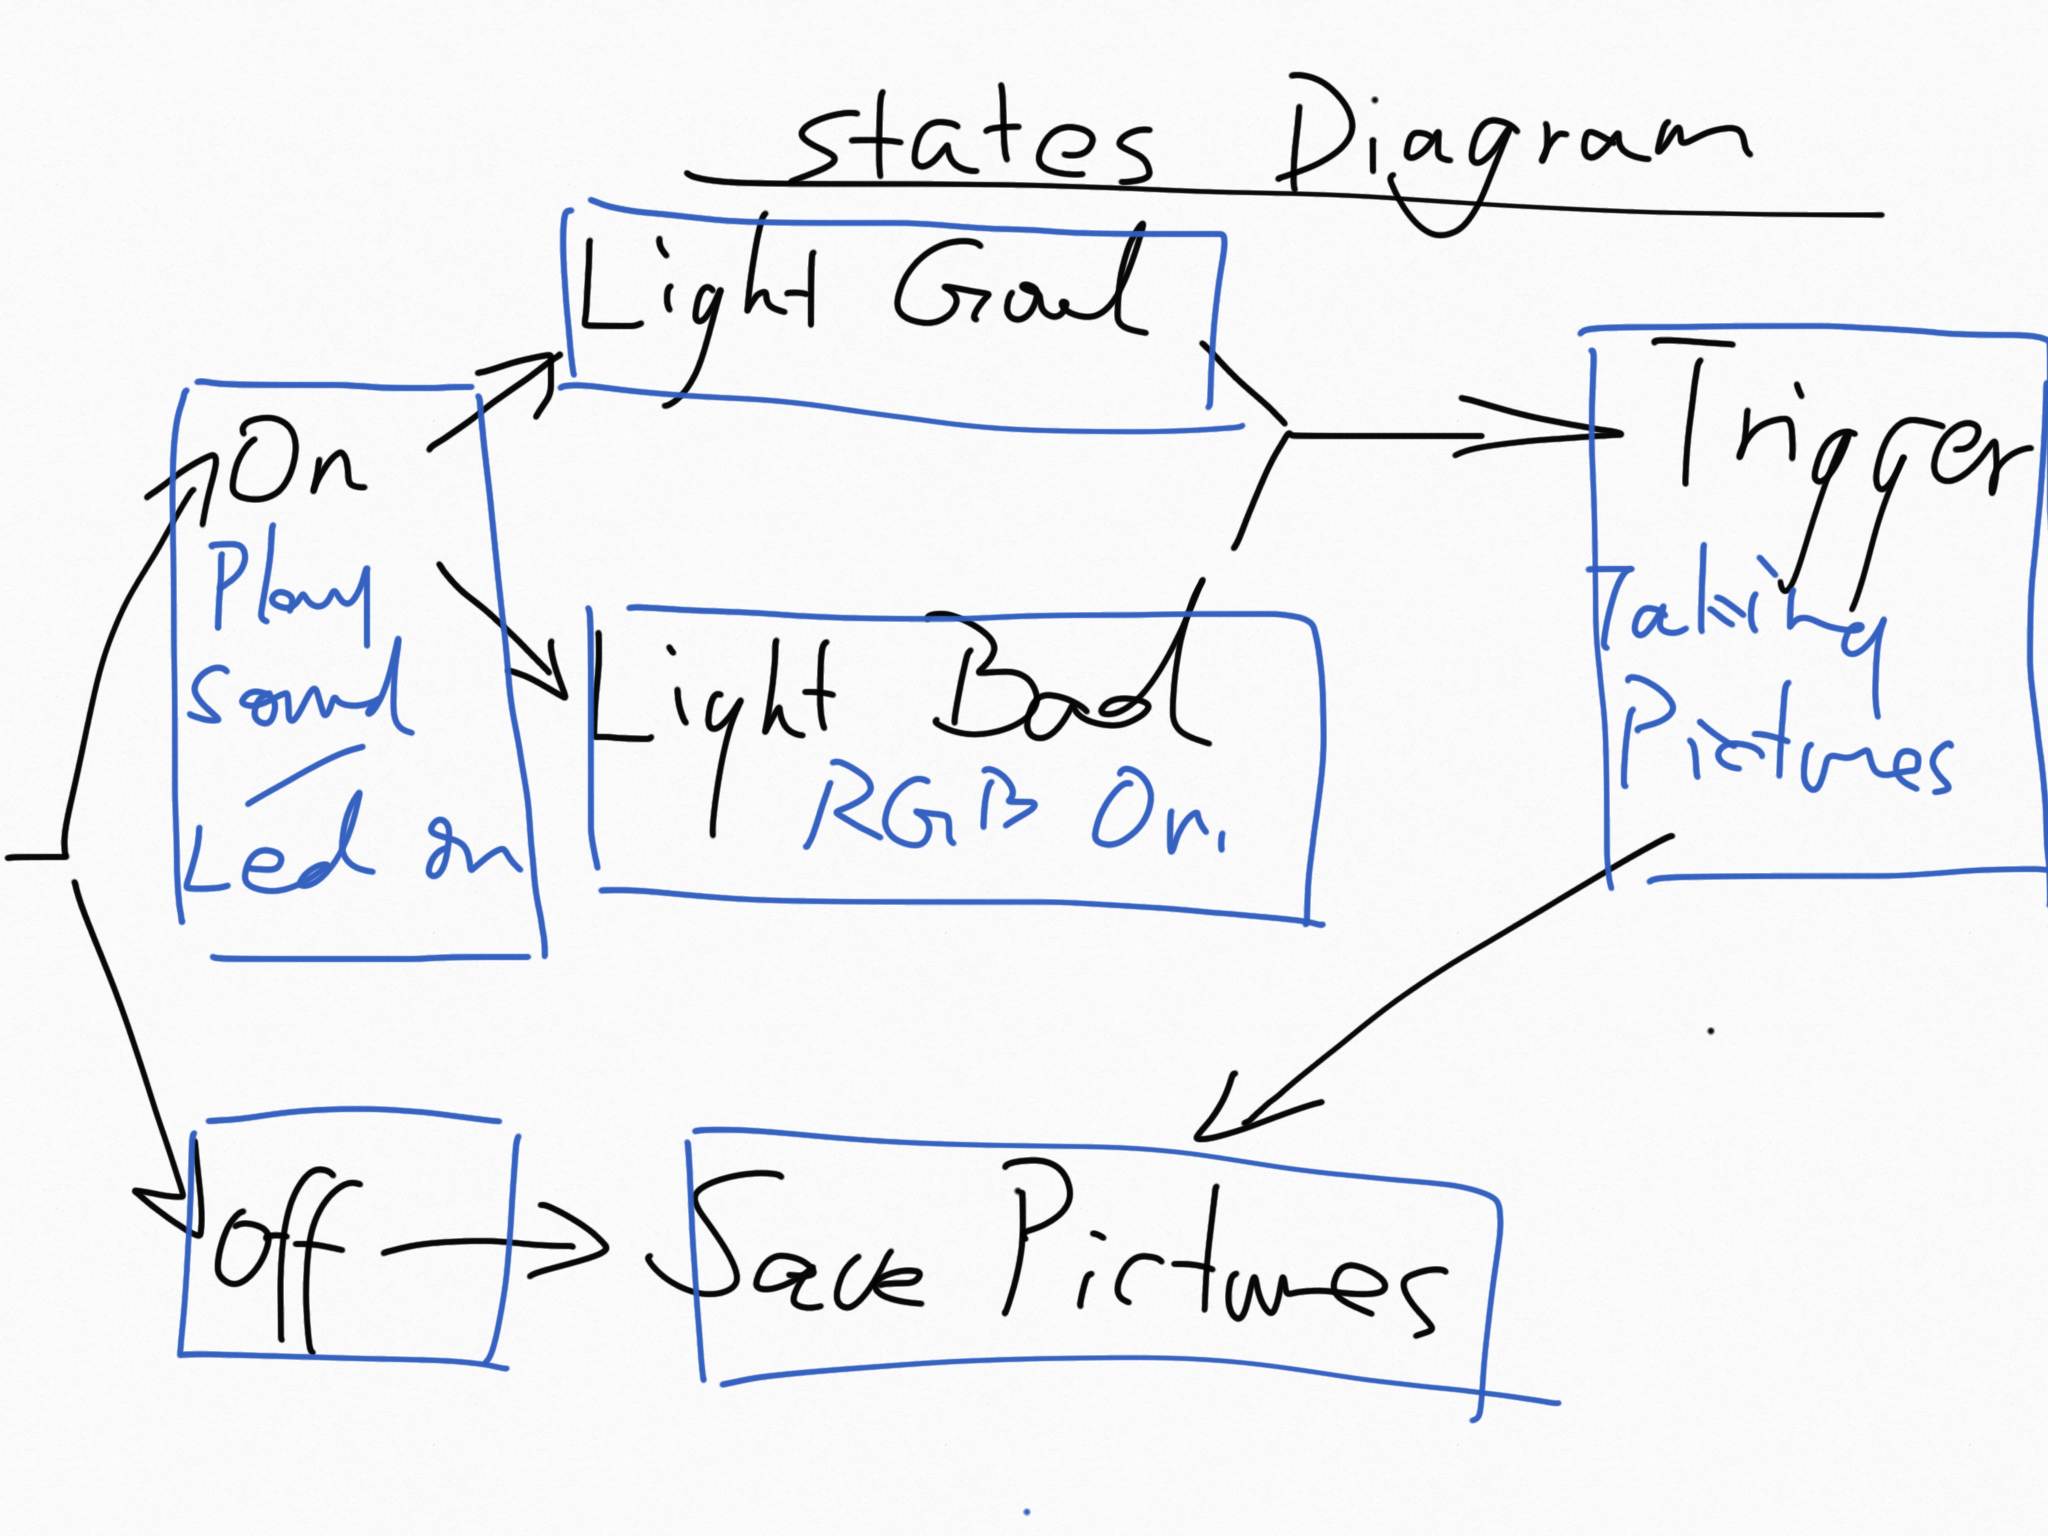 states Diagram
Light Good
On
Play
Sound
Led on
Light Bad
RGB On.
Trigger
Taking
Pictures
Off
Save Pictures